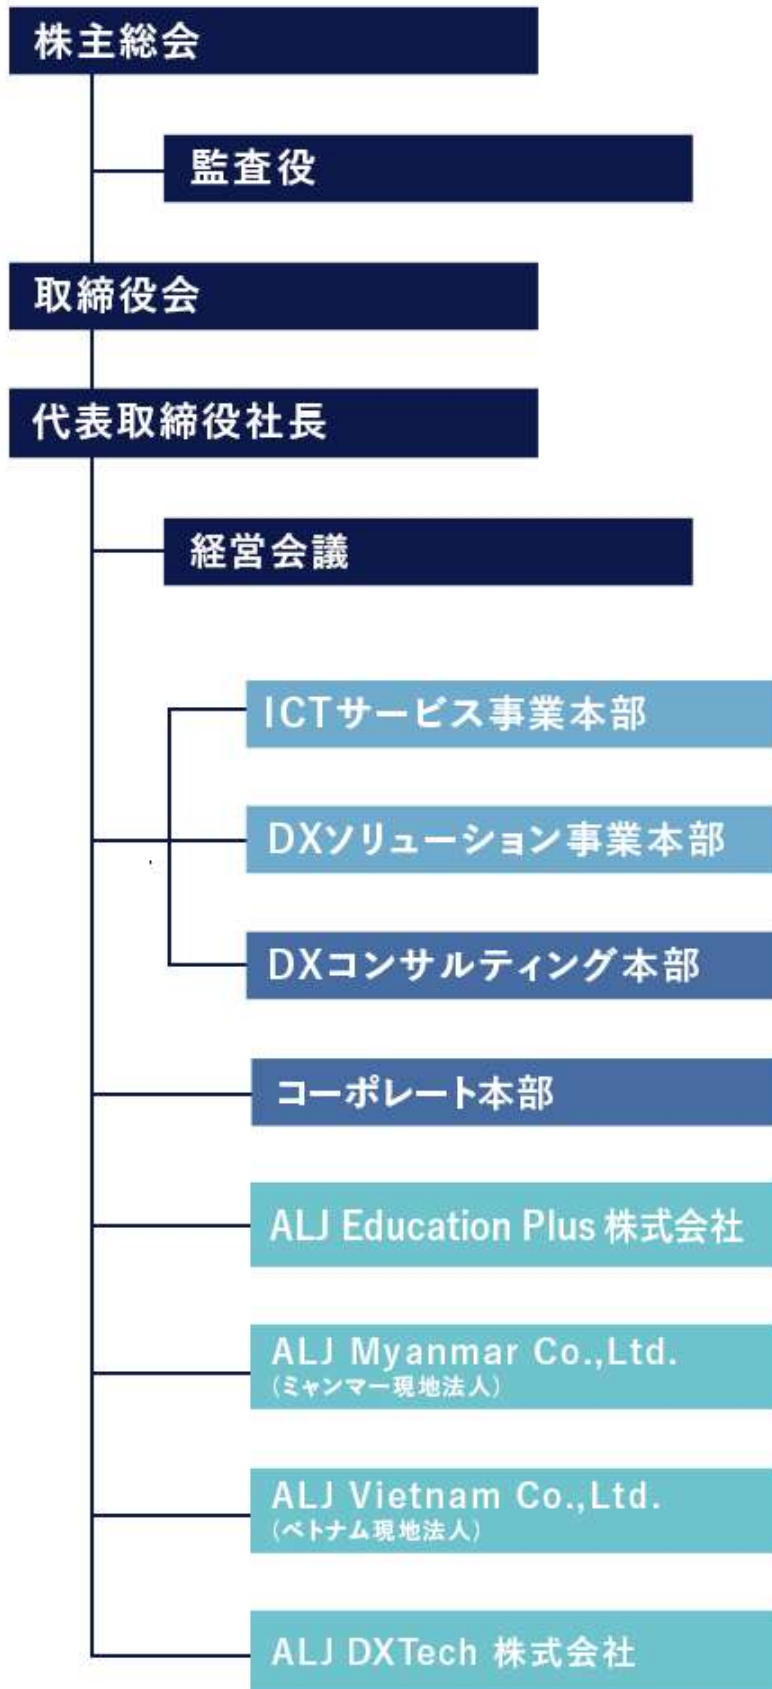 株主総会
監査役
取締役会
代表取締役社長
経営会議
ICTサービス事業本部
DXソリューション事業本部
DXコンサルティング本部
コーポレート本部
ALJ Education Plus 株式会社
ALJ Myanmar Co.,Ltd.
(ミャンマー現地法人)
ALJ Vietnam Co.,Ltd.
(ベトナム現地法人)
ALJ DXTech 株式会社